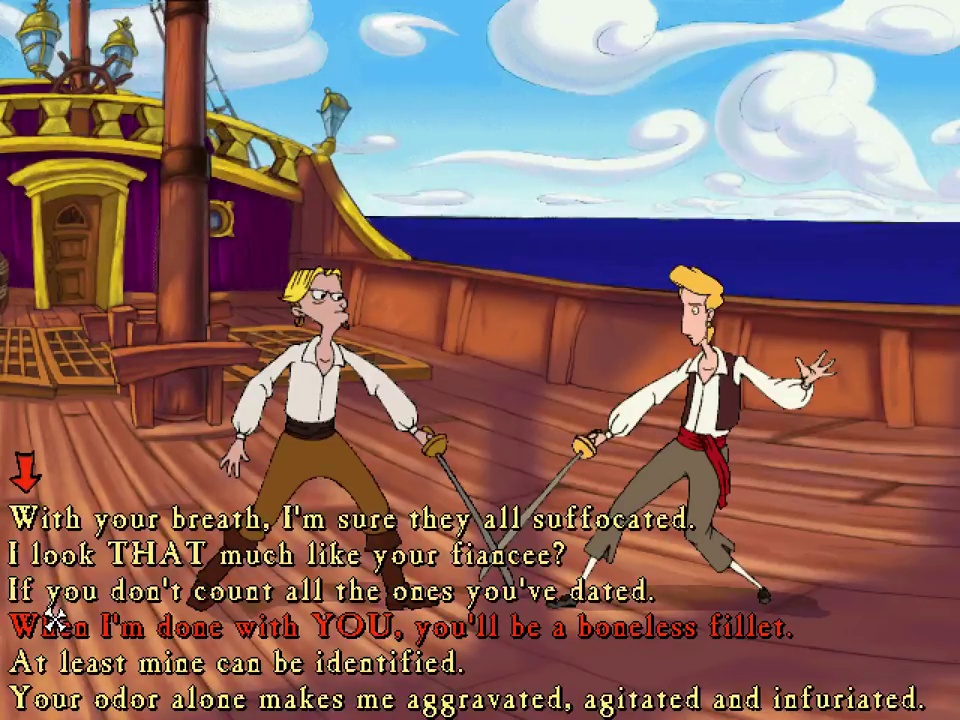 With your breath, I'm sure they all suffocated.
I look THAT much like your fiancee?
If you don't count all the ones you've dated.
When I'm done with YOU, you'll be a boneless fillet.
At least mine can be identified.
Your odor alone makes me aggravated, agitated and infuriated.